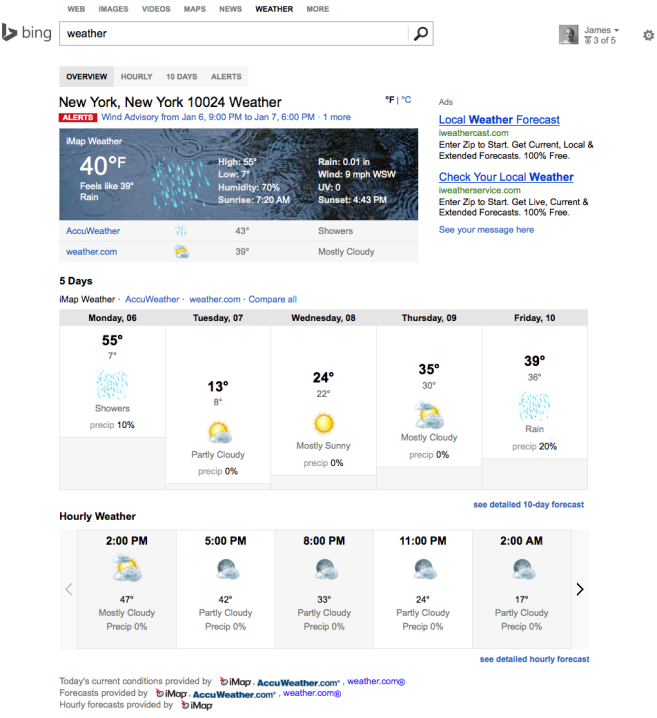 WEB IMAGES VIDEOS MAPS NEWS WEATHER MORE
bing
weather
James
3 of 5
OVERVIEW HOURLY 10 DAYS ALERTS
New York, New York 10024 Weather
°F | °C
ALERTS Wind Advisory from Jan 6, 9:00 PM to Jan 7, 6:00 PM · 1 more
iMap Weather
40°F
Feels like 39°
Rain
High: 55°
Low: 7°
Humidity: 70%
Sunrise: 7:20 AM
Rain: 0.01 in
Wind: 9 mph WSW
UV: 0
Sunset: 4:43 PM
AccuWeather 43° Showers
weather.com 39° Mostly Cloudy
Ads
Local Weather Forecast
iweathercast.com
Enter Zip to Start. Get Current, Local &
Extended Forecasts. 100% Free.
Check Your Local Weather
iweatherservice.com
Enter Zip to Start. Get Live, Current &
Extended Forecasts. 100% Free.
See your message here
5 Days
iMap Weather · AccuWeather · weather.com · Compare all
Monday, 06 Tuesday, 07 Wednesday, 08 Thursday, 09 Friday, 10
55°
7°
Showers
precip 10%
13°
8°
Partly Cloudy
precip 0%
24°
22°
Mostly Sunny
precip 0%
35°
30°
Mostly Cloudy
precip 0%
39°
36°
Rain
precip 20%
see detailed 10-day forecast
Hourly Weather
2:00 PM 5:00 PM 8:00 PM 11:00 PM 2:00 AM
47° 42° 33° 24° 17°
Mostly Cloudy Partly Cloudy Partly Cloudy Partly Cloudy Partly Cloudy
Precip 0% Precip 0% Precip 0% Precip 0% Precip 0%
see detailed hourly forecast
Today's current conditions provided by iMap, AccuWeather.com, weather.com®
Forecasts provided by iMap, AccuWeather.com, weather.com®
Hourly forecasts provided by iMap